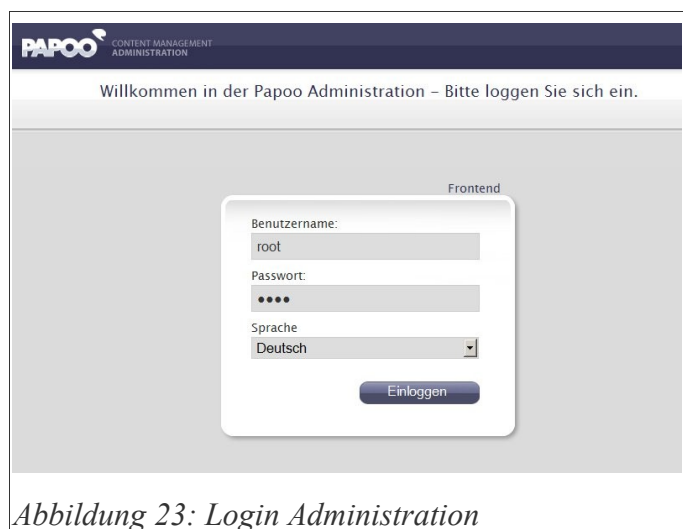 PAPOO
CONTENT MANAGEMENT
ADMINISTRATION
Willkommen in der Papoo Administration – Bitte loggen Sie sich ein.
Frontend
Benutzername:
root
Passwort:
••••
Sprache
Deutsch
Einloggen
Abbildung 23: Login Administration